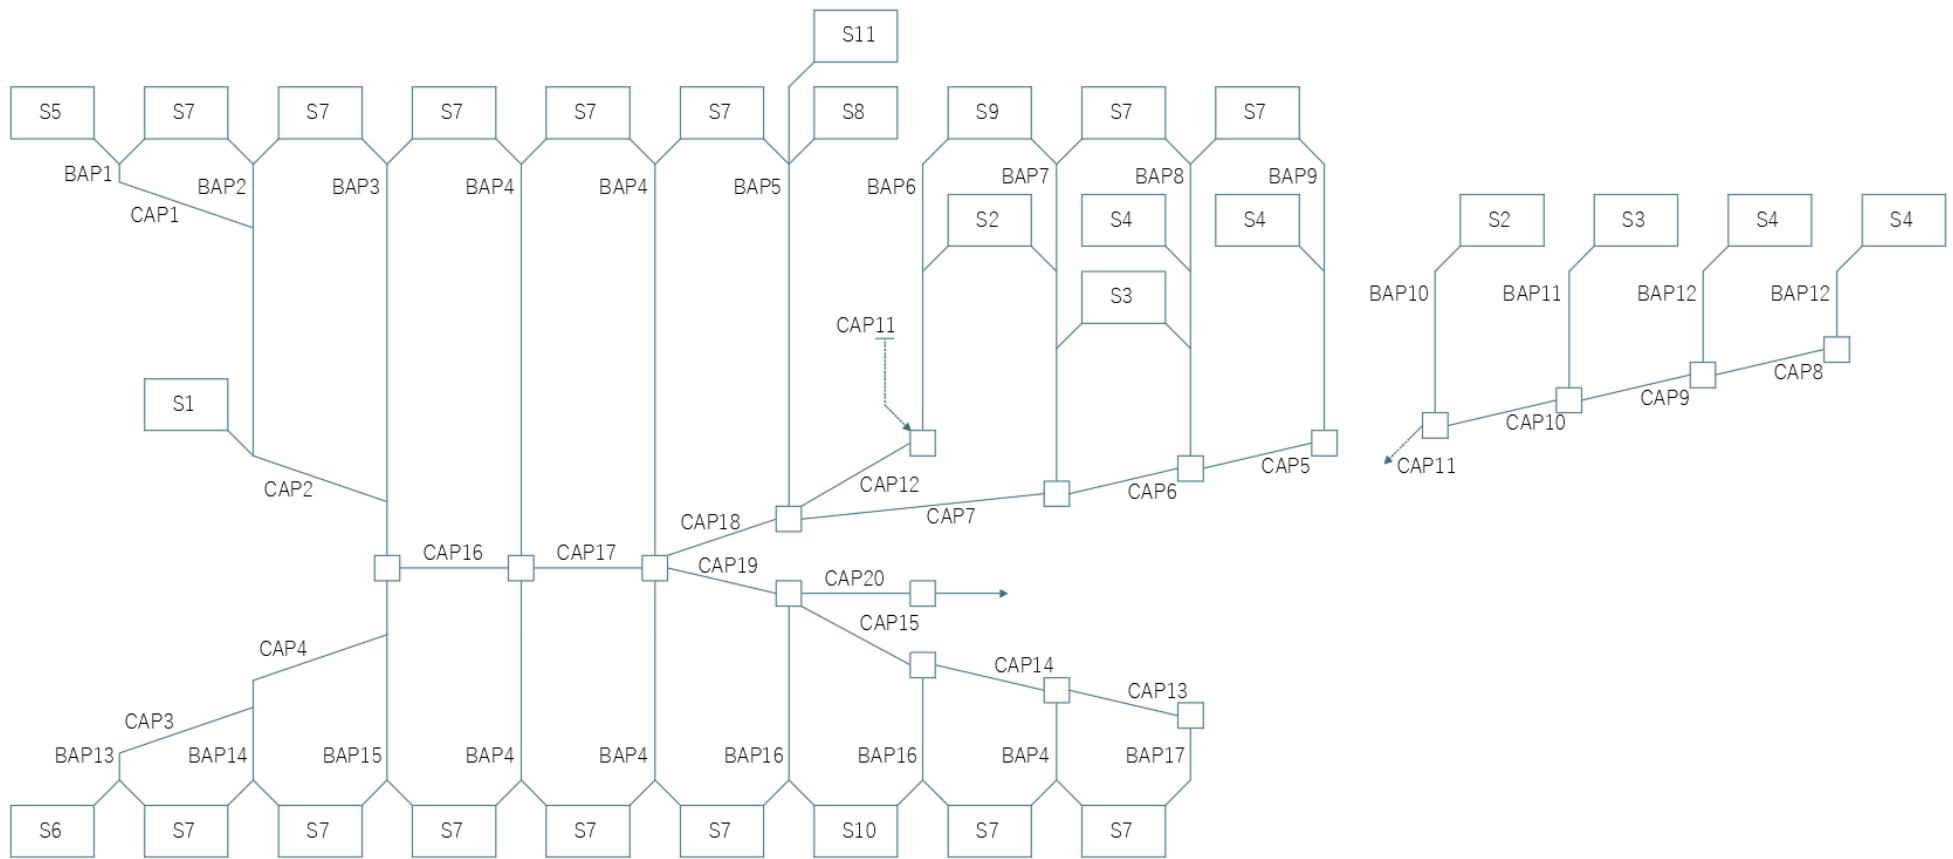 S11
S5 S7 S7 S7 S7 S7 S8 S9 S7 S7
BAP1 BAP2 BAP3 BAP4 BAP4 BAP5 BAP6 BAP7 BAP8 BAP9
CAP1 S2 S4 S4 S2 S3 S4 S4
BAP10 BAP11 BAP12 BAP12
S3
CAP11
CAP8
S1 CAP9
CAP10
CAP2 CAP12 CAP6 CAP5 CAP11
CAP18 CAP7
CAP16 CAP17 CAP19
CAP20
CAP15
CAP4 CAP14
CAP3 CAP13
BAP13 BAP14 BAP15 BAP4 BAP4 BAP16 BAP16 BAP4 BAP17
S6 S7 S7 S7 S7 S7 S10 S7 S7